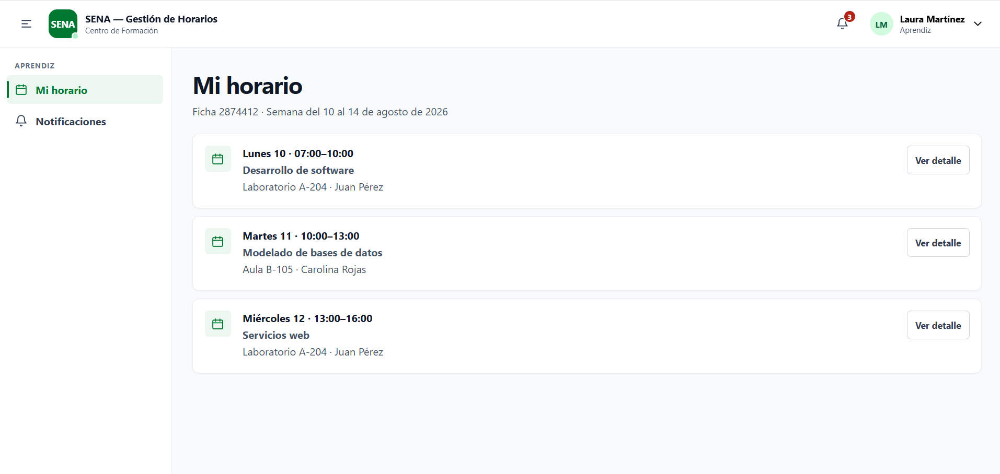 SENA
SENA — Gestión de Horarios
Centro de Formación
3
LM
Laura Martínez
Aprendiz
APRENDIZ
Mi horario
Notificaciones
Mi horario
Ficha 2874412 · Semana del 10 al 14 de agosto de 2026
Lunes 10 · 07:00–10:00
Desarrollo de software
Laboratorio A-204 · Juan Pérez
Ver detalle
Martes 11 · 10:00–13:00
Modelado de bases de datos
Aula B-105 · Carolina Rojas
Ver detalle
Miércoles 12 · 13:00–16:00
Servicios web
Laboratorio A-204 · Juan Pérez
Ver detalle